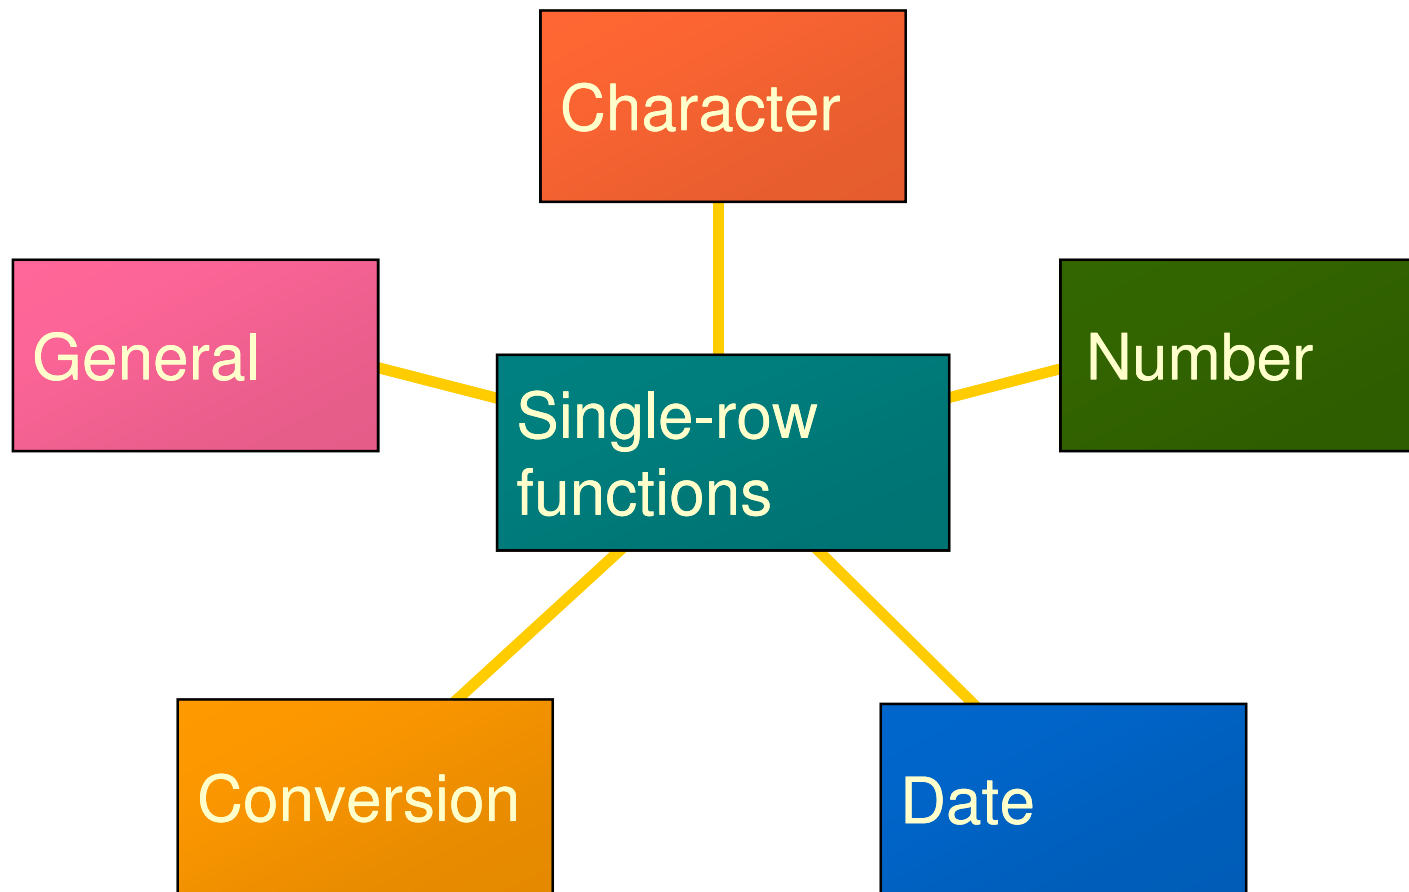 Character
General
Number
Single-row
functions
Conversion
Date